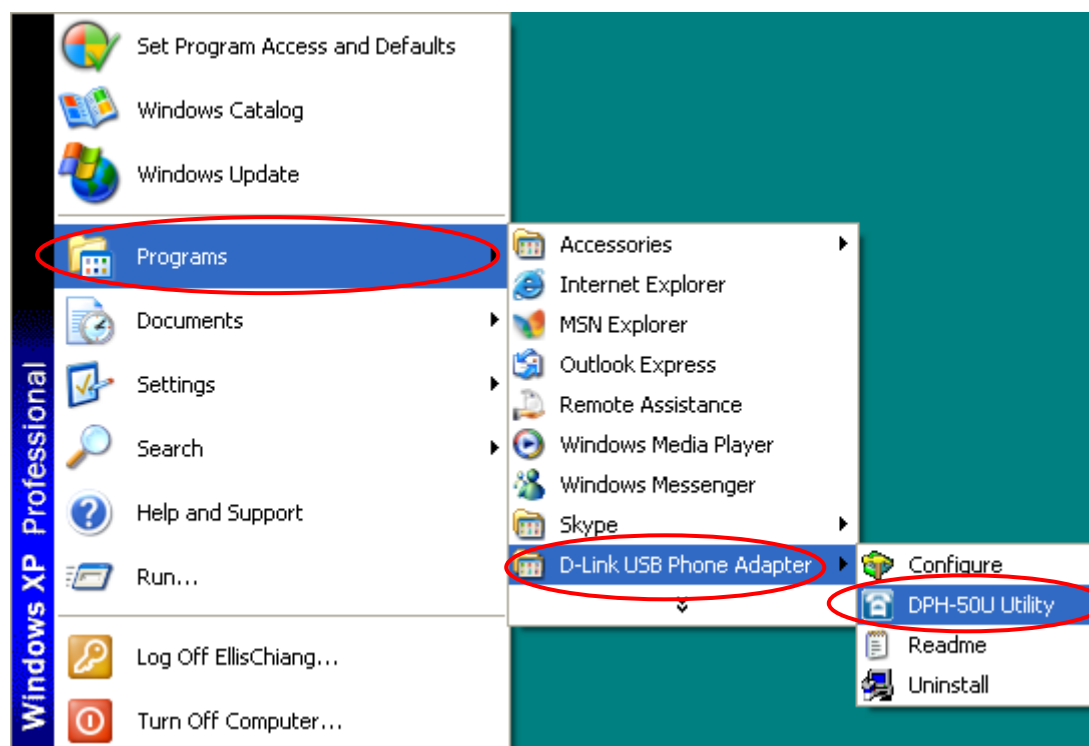 Windows XP Professional
Set Program Access and Defaults
Windows Catalog
Windows Update
Programs
Documents
Settings
Search
Help and Support
Run...
Log Off EllisChiang...
Turn Off Computer...
Accessories
Internet Explorer
MSN Explorer
Outlook Express
Remote Assistance
Windows Media Player
Windows Messenger
Skype
D-Link USB Phone Adapter
Configure
DPH-50U Utility
Readme
Uninstall